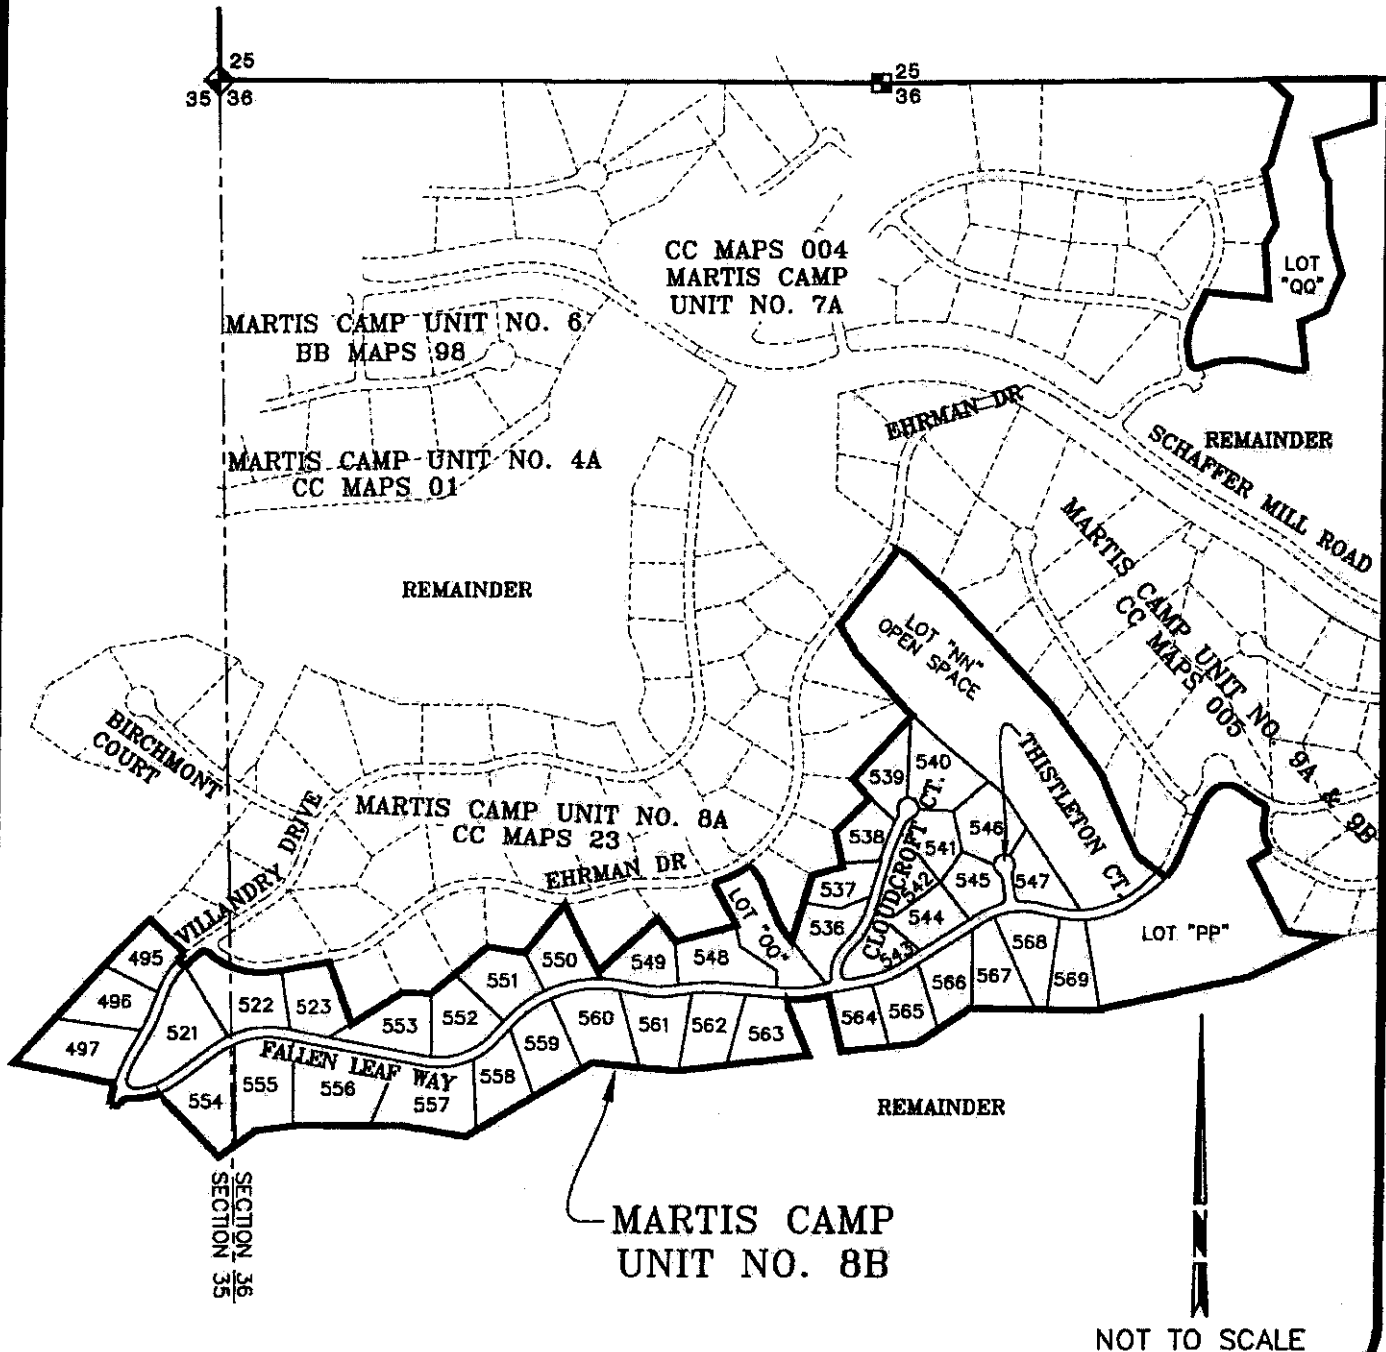 25
35 36
25
36
CC MAPS 004
MARTIS CAMP
UNIT NO. 7A
LOT
"QQ"
MARTIS CAMP UNIT NO. 6
BB MAPS 98
EHRMAN DR
SCHAFFER MILL ROAD
REMAINDER
MARTIS CAMP UNIT NO. 4A
CC MAPS 01
MARTIS CAMP UNIT NO. 9A & 9B
CC MAPS 005
REMAINDER
LOT "NN"
OPEN SPACE
BIRCHMONT
COURT
THISTLETON CT.
VILLANDRY DRIVE
MARTIS CAMP UNIT NO. 8A
CC MAPS 23
EHRMAN DR
539
540
CLOUDCROFT CT.
538
541
546
537
542
545
547
536
544
543
LOT "OO"
LOT "PP"
495
496
497
521
522
523
553
552
551
550
549
548
568
566
567
569
564
565
563
562
561
560
559
558
FALLEN LEAF WAY
557
556
555
554
REMAINDER
SECTION 36
SECTION 35
MARTIS CAMP
UNIT NO. 8B
N
NOT TO SCALE